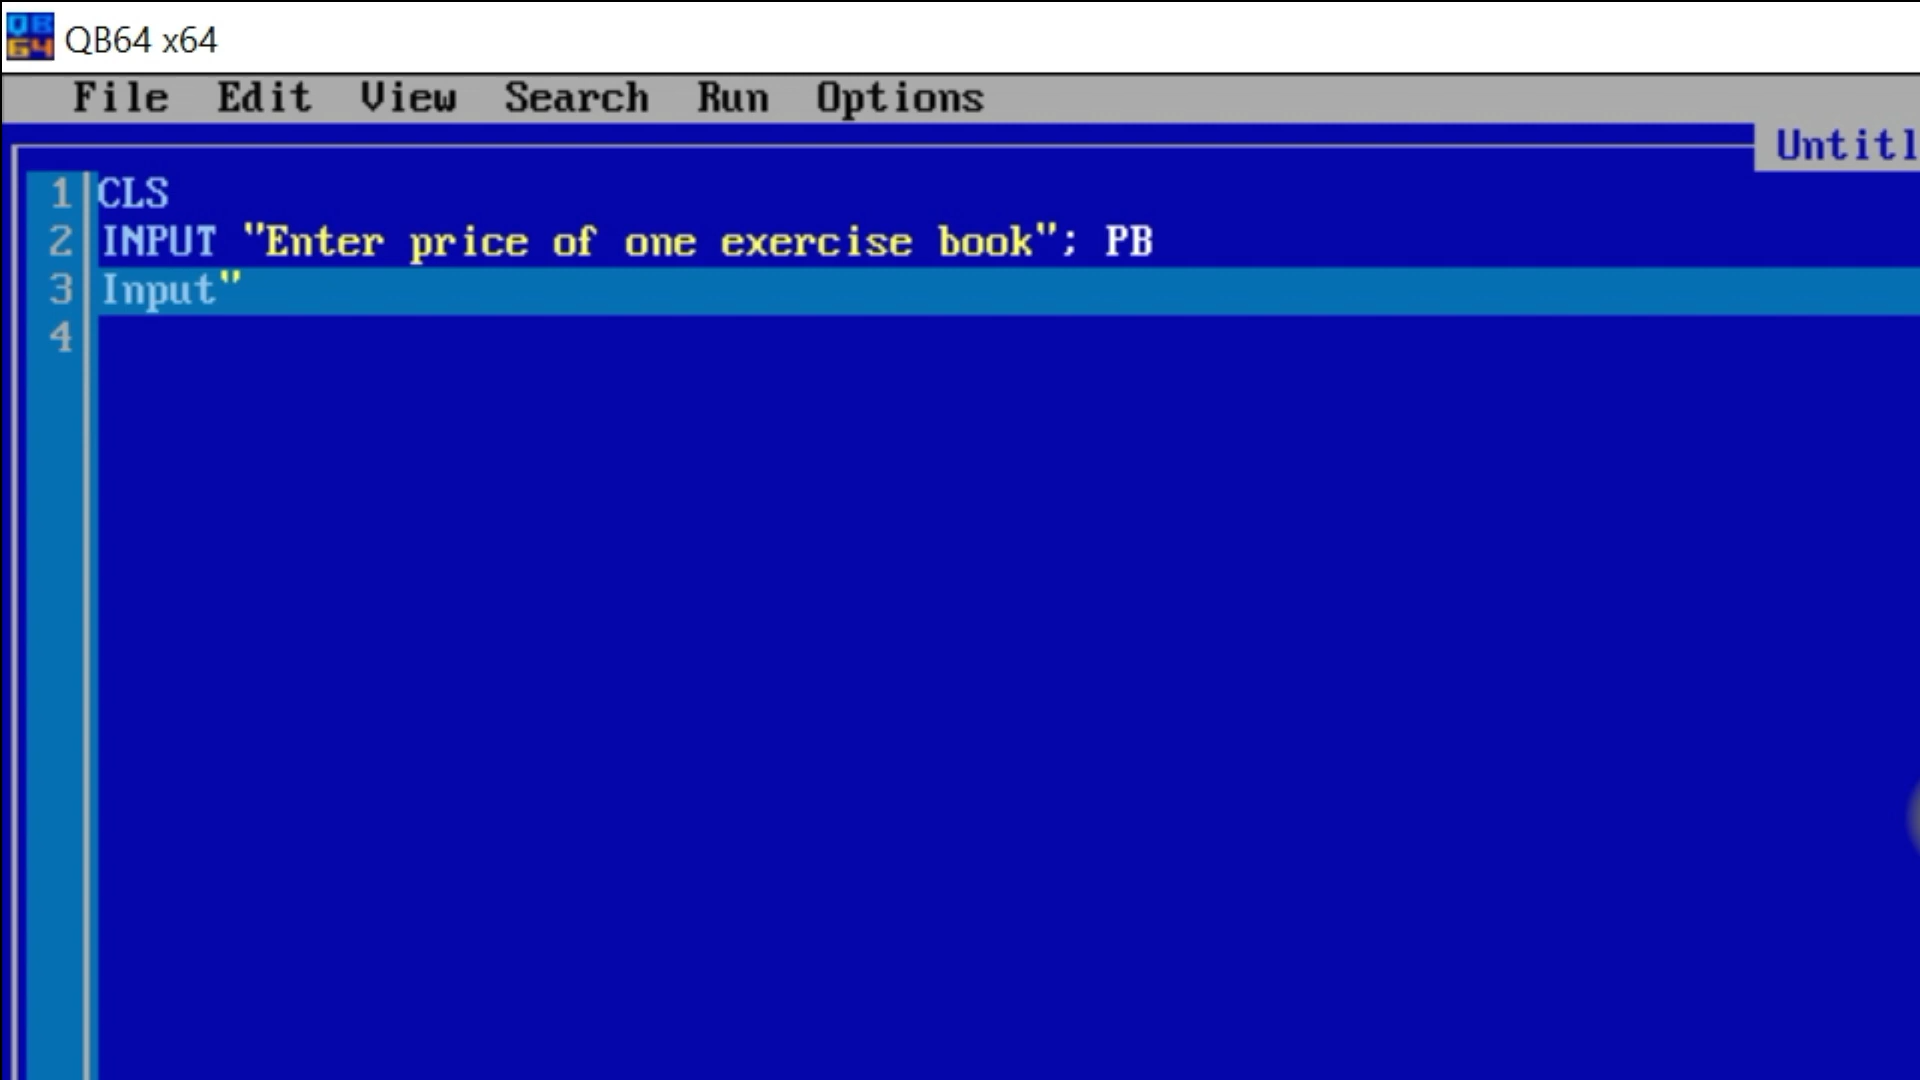 QB64 x64
File Edit View Search Run Options
Untitl
1 CLS
2 INPUT "Enter price of one exercise book"; PB
3 Input"
4